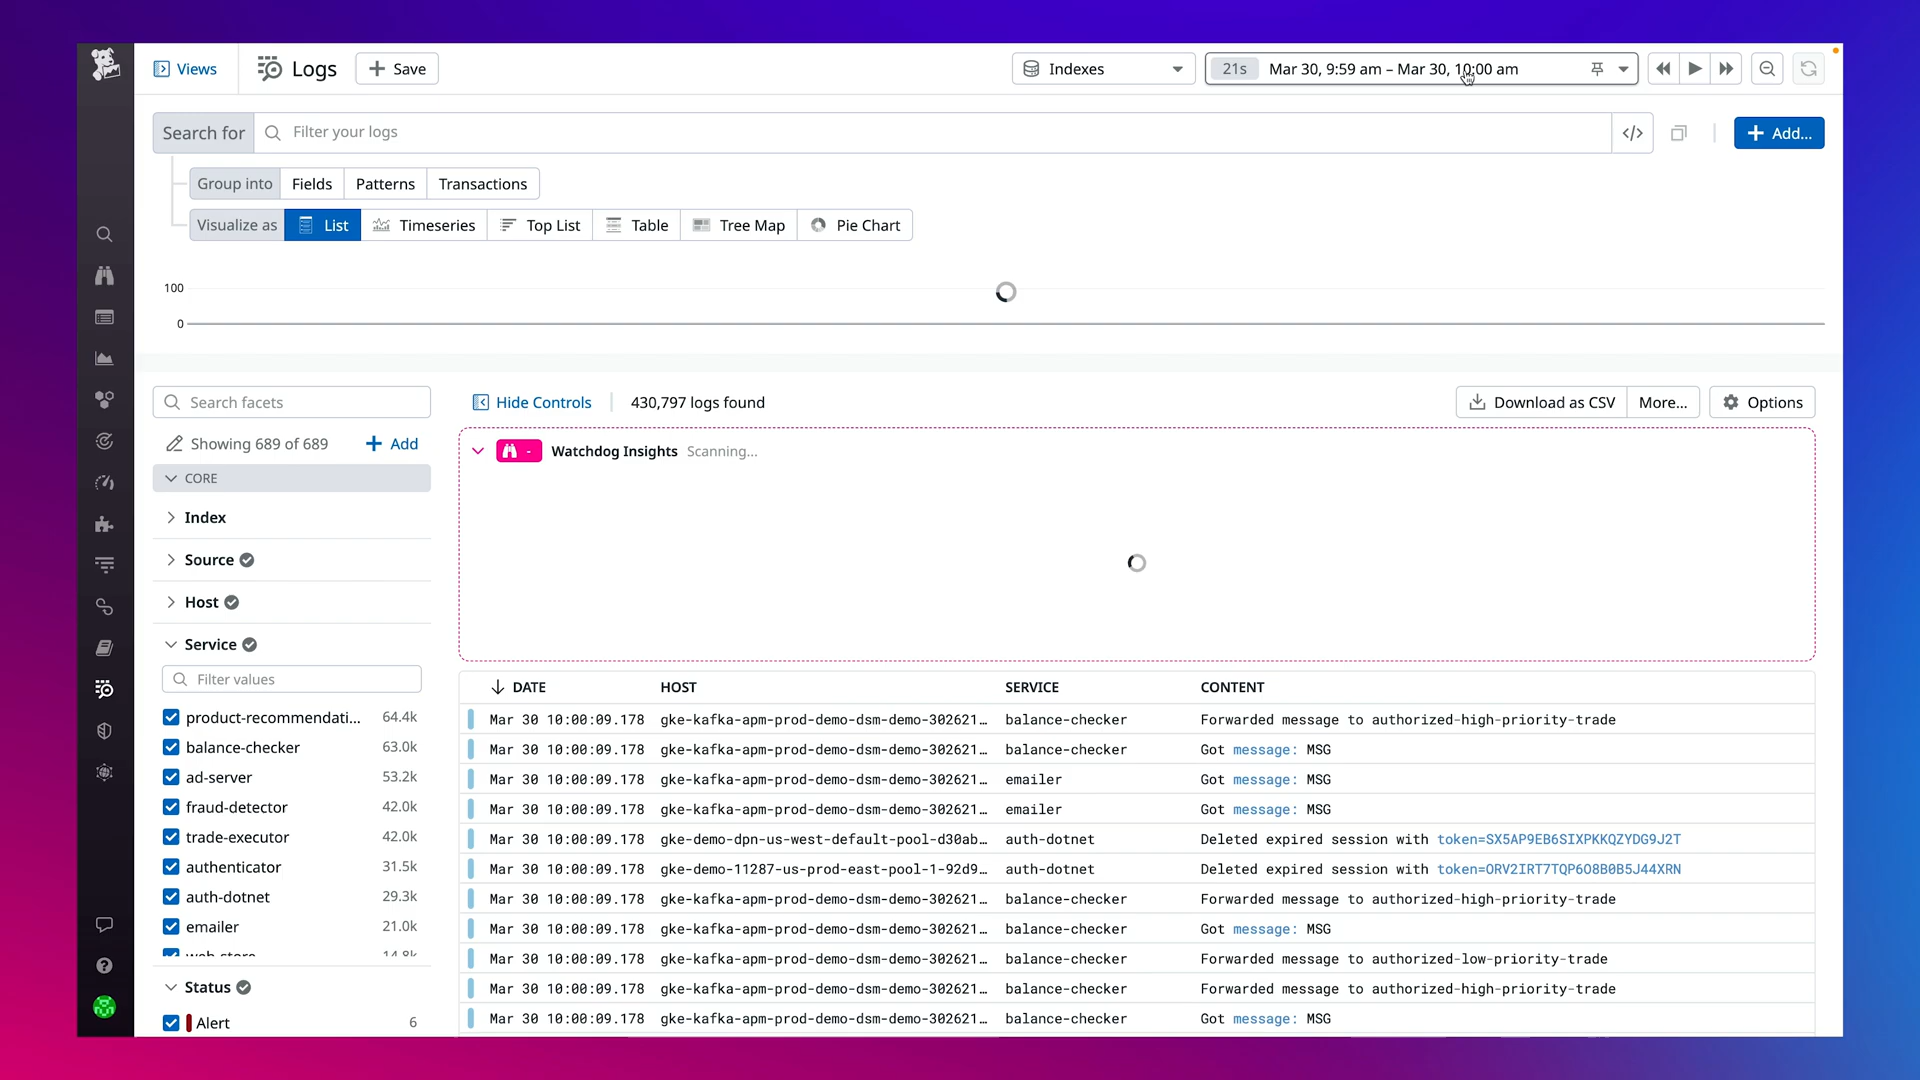 Views
Logs
+ Save
Indexes
21s Mar 30, 9:59 am – Mar 30, 10:00 am
Search for Filter your logs
</>
+ Add...
Group into Fields Patterns Transactions
Visualize as List Timeseries Top List Table Tree Map Pie Chart
100
0
Search facets
Hide Controls 430,797 logs found
Download as CSV More... Options
Showing 689 of 689 + Add
Watchdog Insights Scanning...
CORE
Index
Source
Host
Service
Filter values
product-recommendati... 64.4k
balance-checker 63.0k
ad-server 53.2k
fraud-detector 42.0k
trade-executor 42.0k
authenticator 31.5k
auth-dotnet 29.3k
emailer 21.0k
web-store 14.8k
Status
Alert 6
DATE HOST SERVICE CONTENT
Mar 30 10:00:09.178 gke-kafka-apm-prod-demo-dsm-demo-302621… balance-checker Forwarded message to authorized-high-priority-trade
Mar 30 10:00:09.178 gke-kafka-apm-prod-demo-dsm-demo-302621… balance-checker Got message: MSG
Mar 30 10:00:09.178 gke-kafka-apm-prod-demo-dsm-demo-302621… emailer Got message: MSG
Mar 30 10:00:09.178 gke-kafka-apm-prod-demo-dsm-demo-302621… emailer Got message: MSG
Mar 30 10:00:09.178 gke-demo-dpn-us-west-default-pool-d30ab… auth-dotnet Deleted expired session with token=SX5AP9EB6SIXPKKQZYDG9J2T
Mar 30 10:00:09.178 gke-demo-11287-us-prod-east-pool-1-92d9… auth-dotnet Deleted expired session with token=ORV2IRT7TQP6O8B0B5J44XRN
Mar 30 10:00:09.178 gke-kafka-apm-prod-demo-dsm-demo-302621… balance-checker Forwarded message to authorized-high-priority-trade
Mar 30 10:00:09.178 gke-kafka-apm-prod-demo-dsm-demo-302621… balance-checker Got message: MSG
Mar 30 10:00:09.178 gke-kafka-apm-prod-demo-dsm-demo-302621… balance-checker Forwarded message to authorized-low-priority-trade
Mar 30 10:00:09.178 gke-kafka-apm-prod-demo-dsm-demo-302621… balance-checker Forwarded message to authorized-high-priority-trade
Mar 30 10:00:09.178 gke-kafka-apm-prod-demo-dsm-demo-302621… balance-checker Got message: MSG